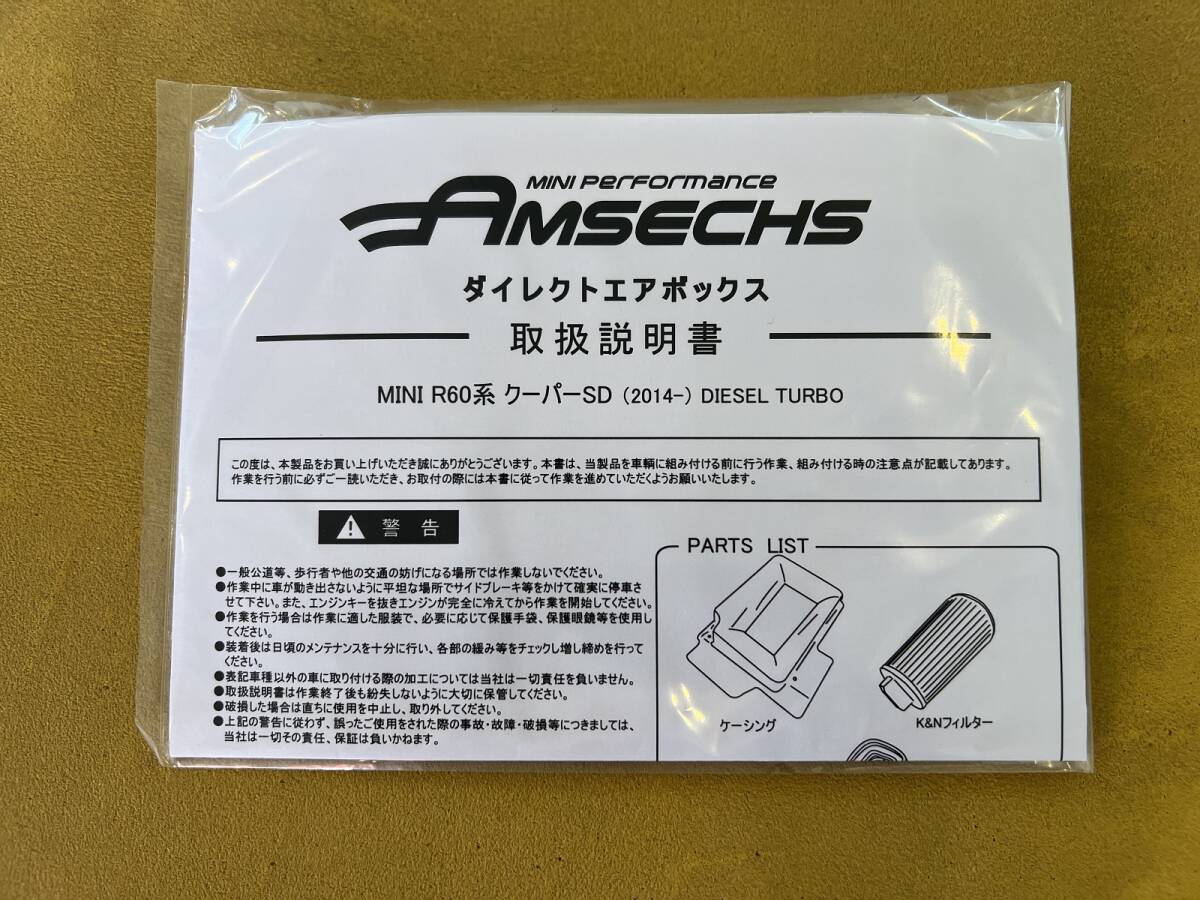 MINI Performance
AMSECHS
ダイレクトエアボックス
取扱説明書
MINI R60系 クーパーSD (2014-) DIESEL TURBO
この度は、本製品をお買い上げいただき誠にありがとうございます。本書は、当製品を車輌に組み付ける前に行う作業、組み付ける時の注意点が記載してあります。
作業を行う前に必ずご一読いただき、お取付の際には本書に従って作業を進めていただくようお願いいたします。
警告
●一般公道等、歩行者や他の交通の妨げになる場所では作業しないでください。
●作業中に車が動き出さないように平坦な場所でサイドブレーキ等をかけて確実に停車さ
せて下さい。また、エンジンキーを抜きエンジンが完全に冷えてから作業を開始してください。
●作業を行う場合は作業に適した服装で、必要に応じて保護手袋、保護眼鏡等を使用し
てください。
●装着後は日頃のメンテナンスを十分に行い、各部の緩み等をチェックし増し締めを行って
ください。
●表記車種以外の車に取り付ける際の加工については当社は一切責任を負いません。
●取扱説明書は作業終了後も紛失しないように大切に保管してください。
●破損した場合は直ちに使用を中止し、取り外してください。
●上記の警告に従わず、誤ったご使用をされた際の事故・故障・破損等につきましては、
当社は一切その責任、保証は負いかねます。
PARTS LIST
ケーシング
K&Nフィルター